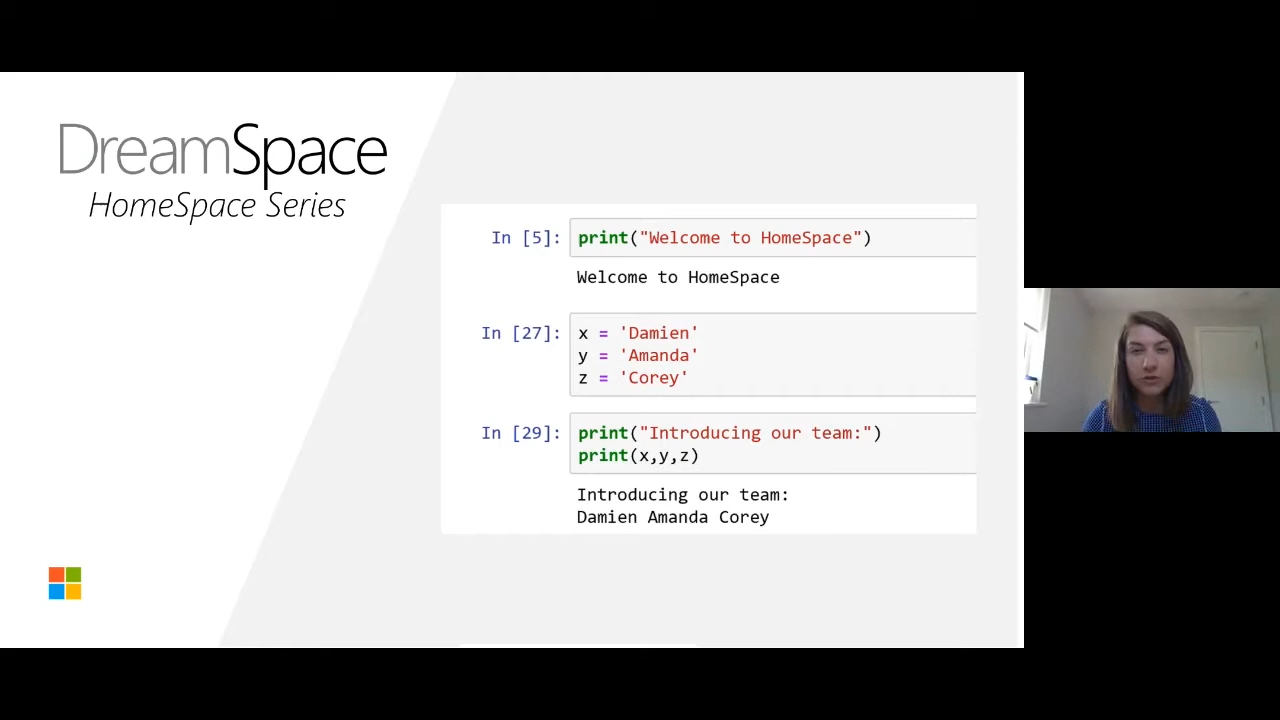 DreamSpace
HomeSpace Series
In [5]: print("Welcome to HomeSpace")
Welcome to HomeSpace
In [27]: x = 'Damien'
y = 'Amanda'
z = 'Corey'
In [29]: print("Introducing our team:")
print(x,y,z)
Introducing our team:
Damien Amanda Corey